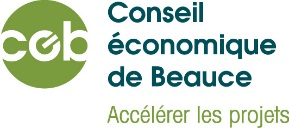 ceb
Conseil
économique
de Beauce
Accélérer les projets